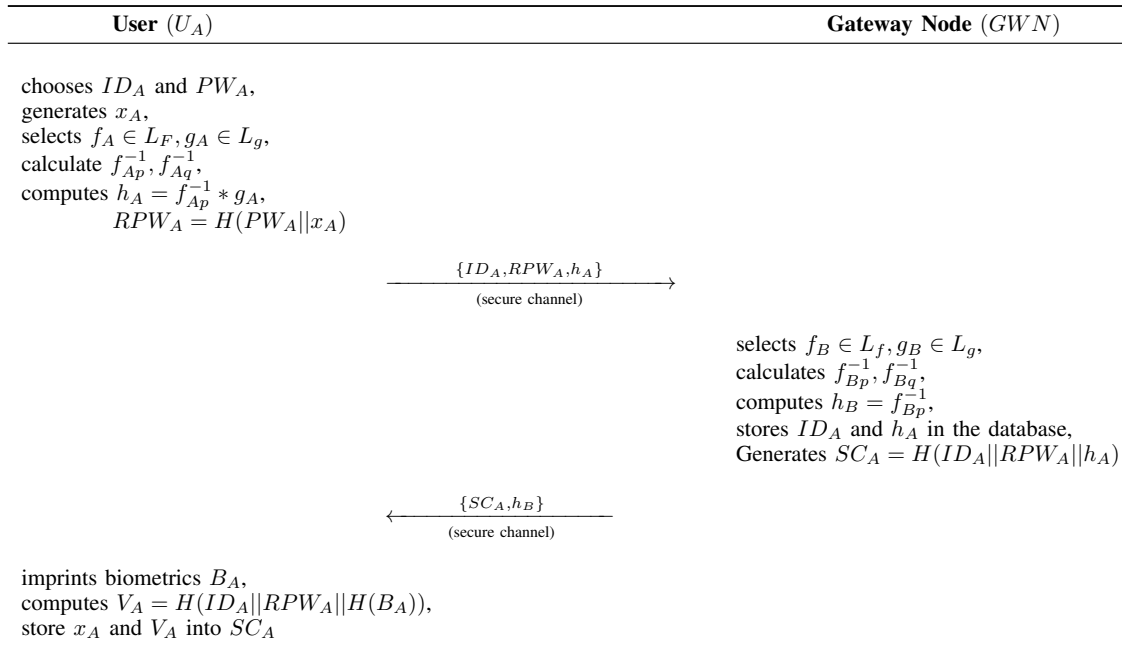 User (U_A) Gateway Node (GWN)
chooses ID_A and PW_A,
generates x_A,
selects f_A ∈ L_F, g_A ∈ L_g,
calculate f_{Ap}^{-1}, f_{Aq}^{-1},
computes h_A = f_{Ap}^{-1} * g_A,
RPW_A = H(PW_A||x_A)
{ID_A,RPW_A,h_A}
(secure channel)
selects f_B ∈ L_f, g_B ∈ L_g,
calculates f_{Bp}^{-1}, f_{Bq}^{-1},
computes h_B = f_{Bp}^{-1},
stores ID_A and h_A in the database,
Generates SC_A = H(ID_A||RPW_A||h_A)
{SC_A,h_B}
(secure channel)
imprints biometrics B_A,
computes V_A = H(ID_A||RPW_A||H(B_A)),
store x_A and V_A into SC_A